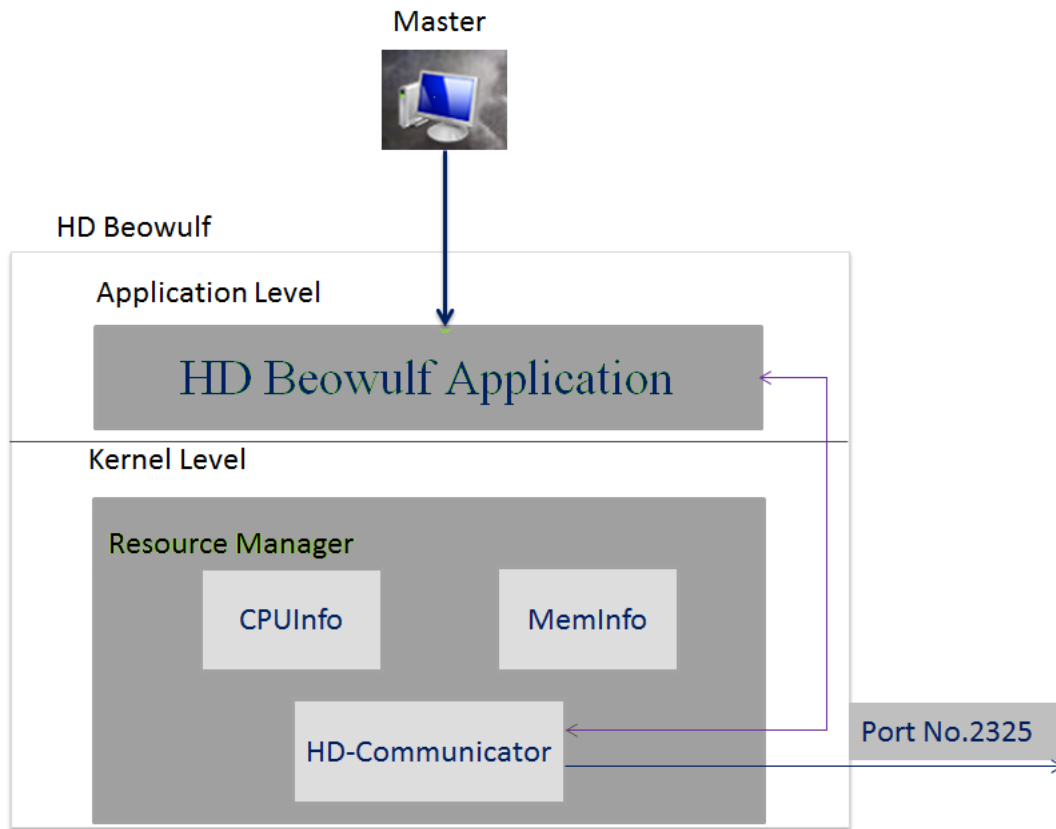 Master
HD Beowulf
Application Level
HD Beowulf Application
Kernel Level
Resource Manager
CPUInfo
MemInfo
HD-Communicator
Port No.2325